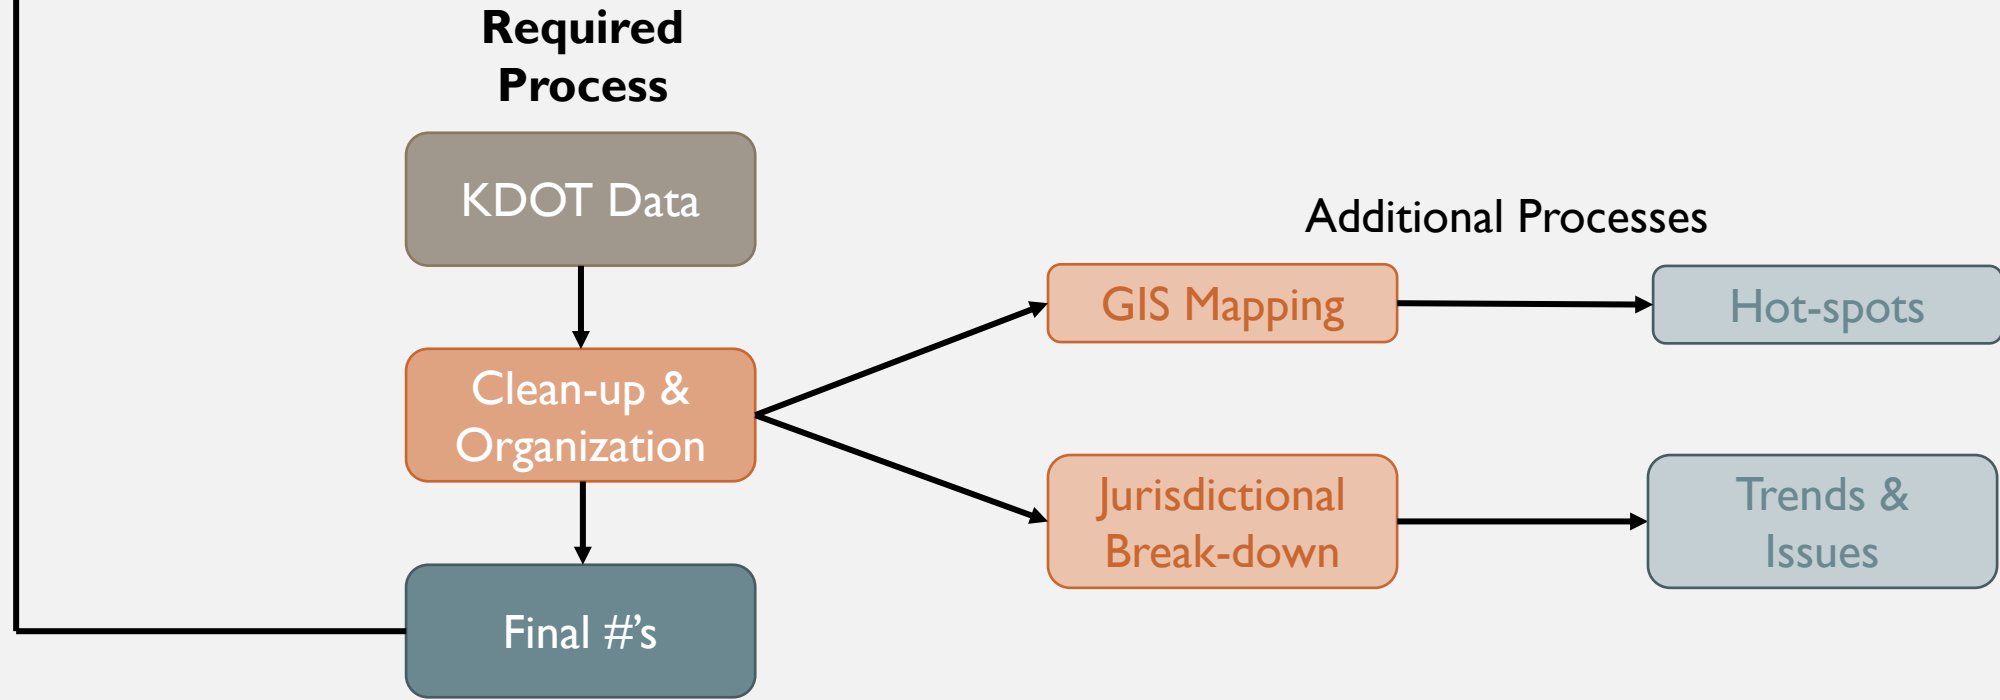 Required
Process
KDOT Data
Additional Processes
GIS Mapping
Hot-spots
Clean-up &
Organization
Jurisdictional
Break-down
Trends &
Issues
Final #’s